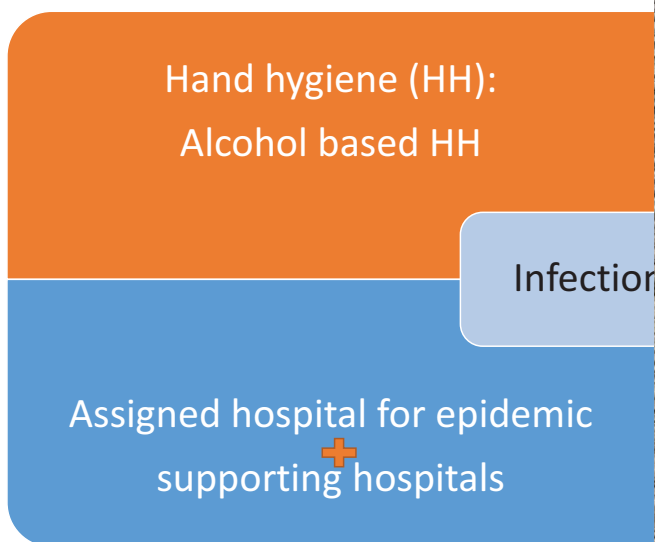 Hand hygiene (HH):
Alcohol based HH
Infection
Assigned hospital for epidemic
supporting hospitals